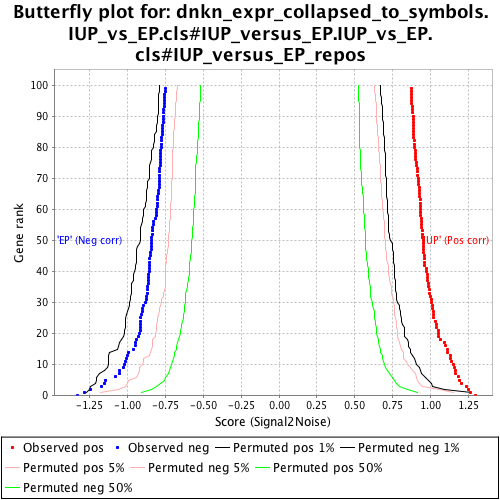 Butterfly plot for: dnkn_expr_collapsed_to_symbols.
IUP_vs_EP.cls#IUP_versus_EP.IUP_vs_EP.
cls#IUP_versus_EP_repos
100
90
80
70
60
50
40
30
20
10
0
Gene rank
'EP' (Neg corr)
'IUP' (Pos corr)
-1.25 -1.00 -0.75 -0.50 -0.25 0.00 0.25 0.50 0.75 1.00 1.25
Score (Signal2Noise)
Observed pos Observed neg Permuted pos 1% Permuted neg 1%
Permuted pos 5% Permuted neg 5% Permuted pos 50%
Permuted neg 50%